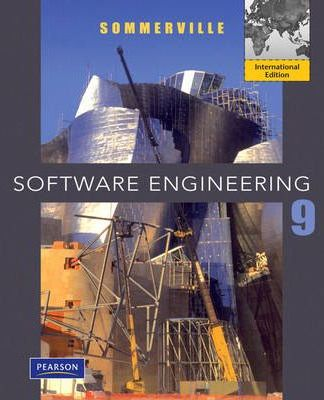 SOMMERVILLE
International
Edition
SOFTWARE ENGINEERING
9
PEARSON